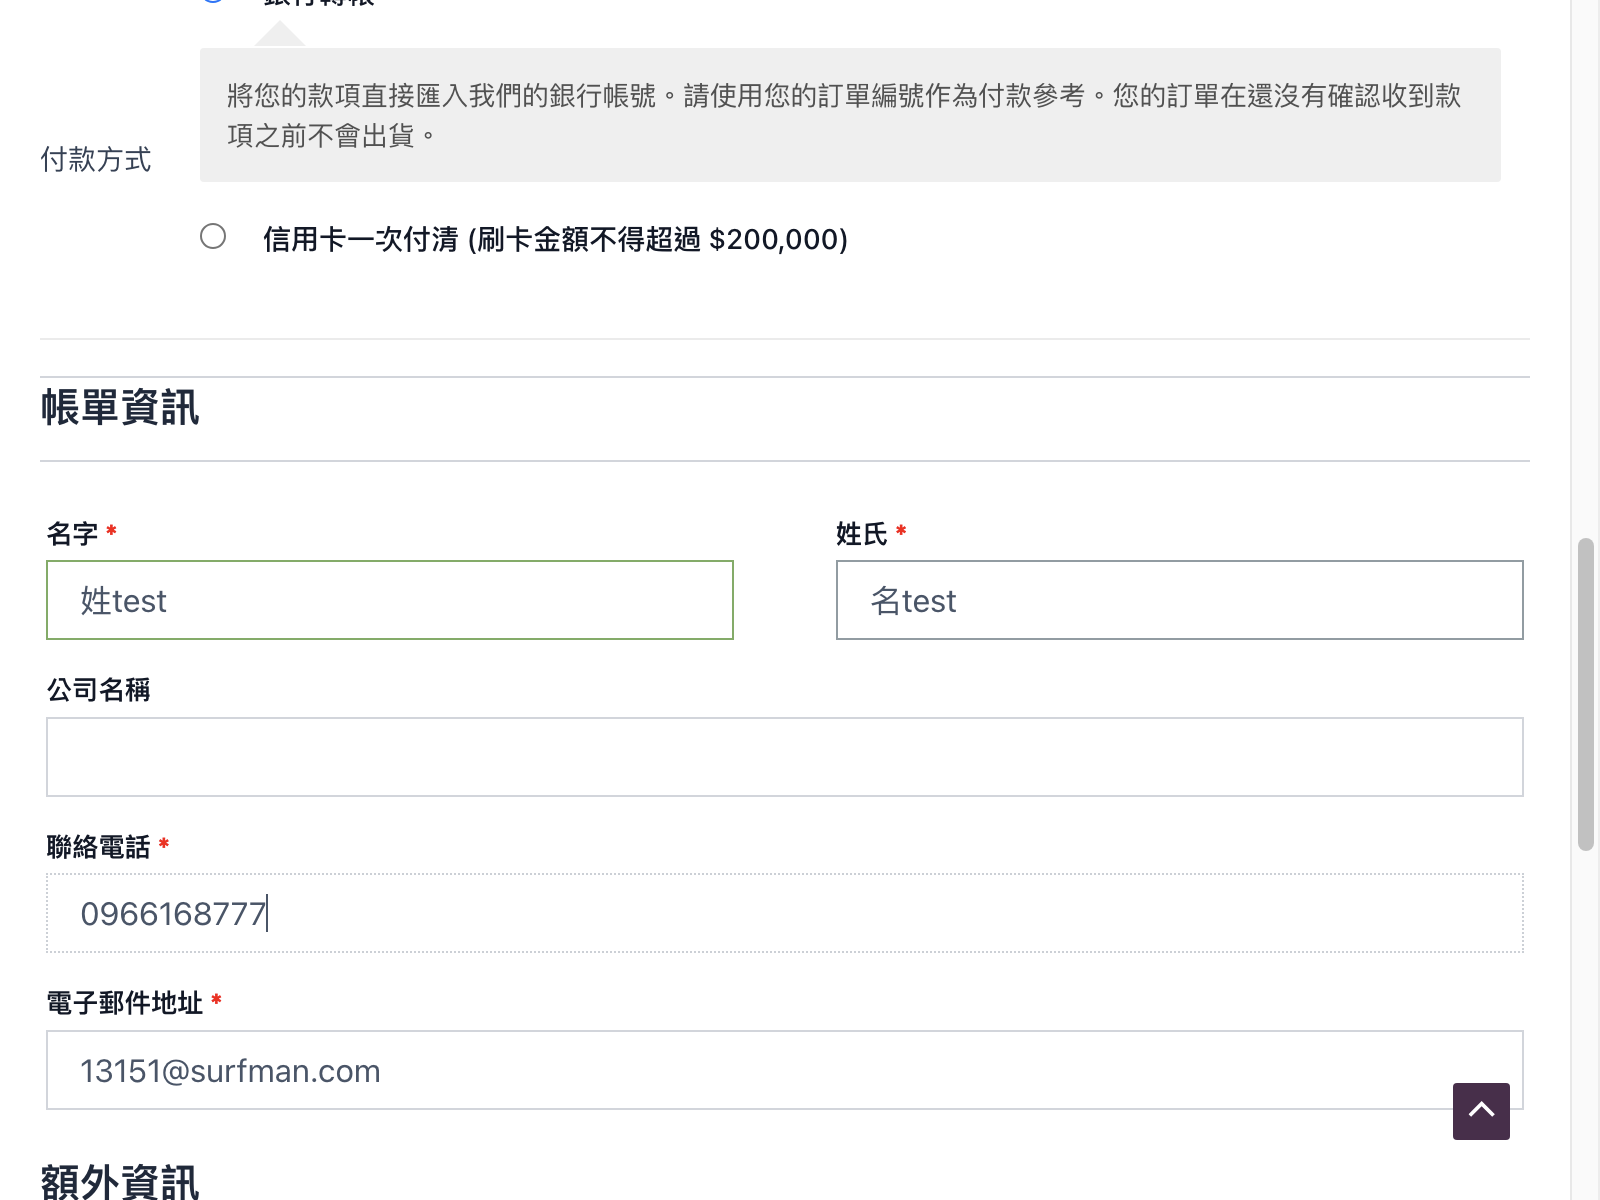 銀行轉帳
將您的款項直接匯入我們的銀行帳號。請使用您的訂單編號作為付款參考。您的訂單在還沒有確認收到款
項之前不會出貨。
付款方式
信用卡一次付清 (刷卡金額不得超過 $200,000)
帳單資訊
名字 *
姓氏 *
姓test
名test
公司名稱
聯絡電話 *
0966168777
電子郵件地址 *
13151@surfman.com
額外資訊